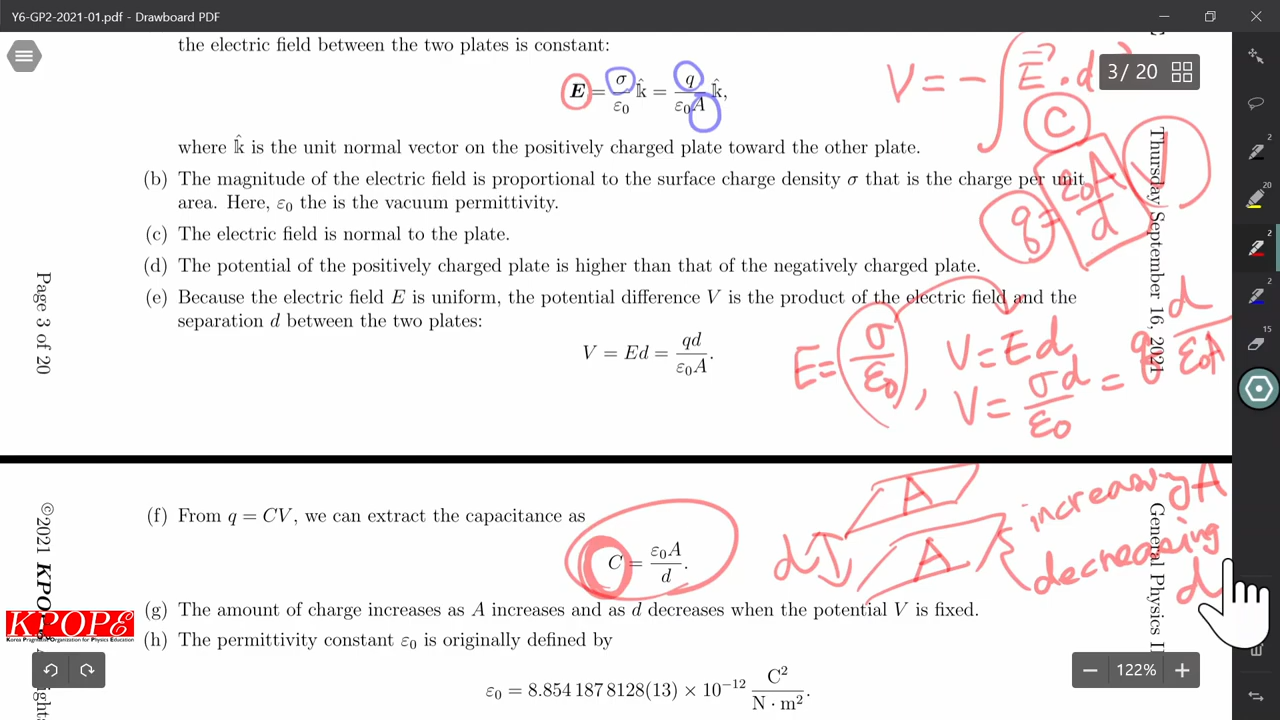 Y6-GP2-2021-01.pdf - Drawboard PDF
the electric field between the two plates is constant:
E = σ/ε₀ k̂ = q/ε₀A k̂,
where k̂ is the unit normal vector on the positively charged plate toward the other plate.
(b) The magnitude of the electric field is proportional to the surface charge density σ that is the charge per unit
area. Here, ε₀ the is the vacuum permittivity.
(c) The electric field is normal to the plate.
(d) The potential of the positively charged plate is higher than that of the negatively charged plate.
(e) Because the electric field E is uniform, the potential difference V is the product of the electric field and the
separation d between the two plates:
V = Ed = qd/ε₀A.
(f) From q = CV, we can extract the capacitance as
C = ε₀A/d.
(g) The amount of charge increases as A increases and as d decreases when the potential V is fixed.
(h) The permittivity constant ε₀ is originally defined by
ε₀ = 8.854 187 8128(13) × 10⁻¹² C²/N · m².
V = − ∫ E⃗ · d
C
q = ε₀A/d V
E = σ/ε₀ , V = Ed
V = σd/ε₀ = q d/ε₀A
A
A
d
increasing A
decreasing d
3 / 20
Thursday September 16, 2021
General Physics II
Page 3 of 20
©2021 KPOPE
KPOPE
122%
2
20
2
2
15